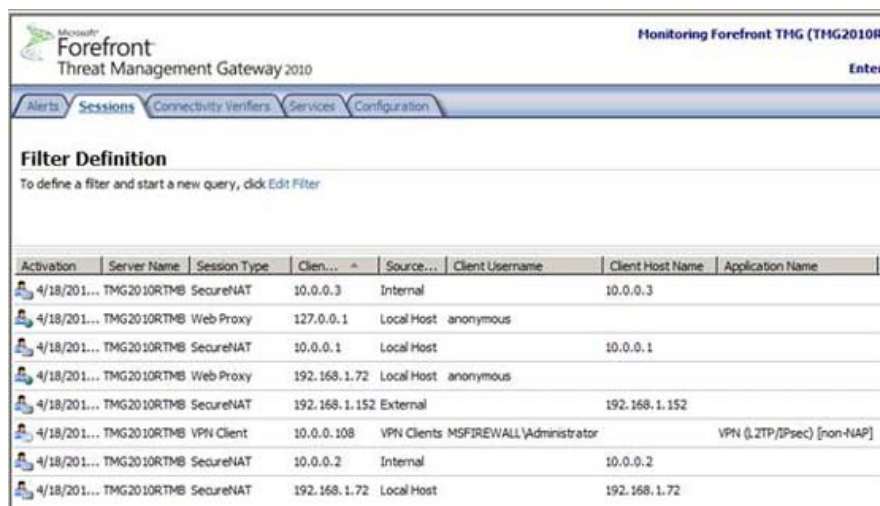 Microsoft®
Forefront
Threat Management Gateway 2010
Monitoring Forefront TMG (TMG2010R
Enter
Alerts Sessions Connectivity Verifiers Services Configuration
Filter Definition
To define a filter and start a new query, click Edit Filter
Activation Server Name Session Type Clien... Source... Client Username Client Host Name Application Name
4/18/201... TMG2010RTMB SecureNAT 10.0.0.3 Internal 10.0.0.3
4/18/201... TMG2010RTMB Web Proxy 127.0.0.1 Local Host anonymous
4/18/201... TMG2010RTMB SecureNAT 10.0.0.1 Local Host 10.0.0.1
4/18/201... TMG2010RTMB Web Proxy 192.168.1.72 Local Host anonymous
4/18/201... TMG2010RTMB SecureNAT 192.168.1.152 External 192.168.1.152
4/18/201... TMG2010RTMB VPN Client 10.0.0.108 VPN Clients MSFIREWALL\Administrator VPN (L2TP/IPsec) [non-NAP]
4/18/201... TMG2010RTMB SecureNAT 10.0.0.2 Internal 10.0.0.2
4/18/201... TMG2010RTMB SecureNAT 192.168.1.72 Local Host 192.168.1.72